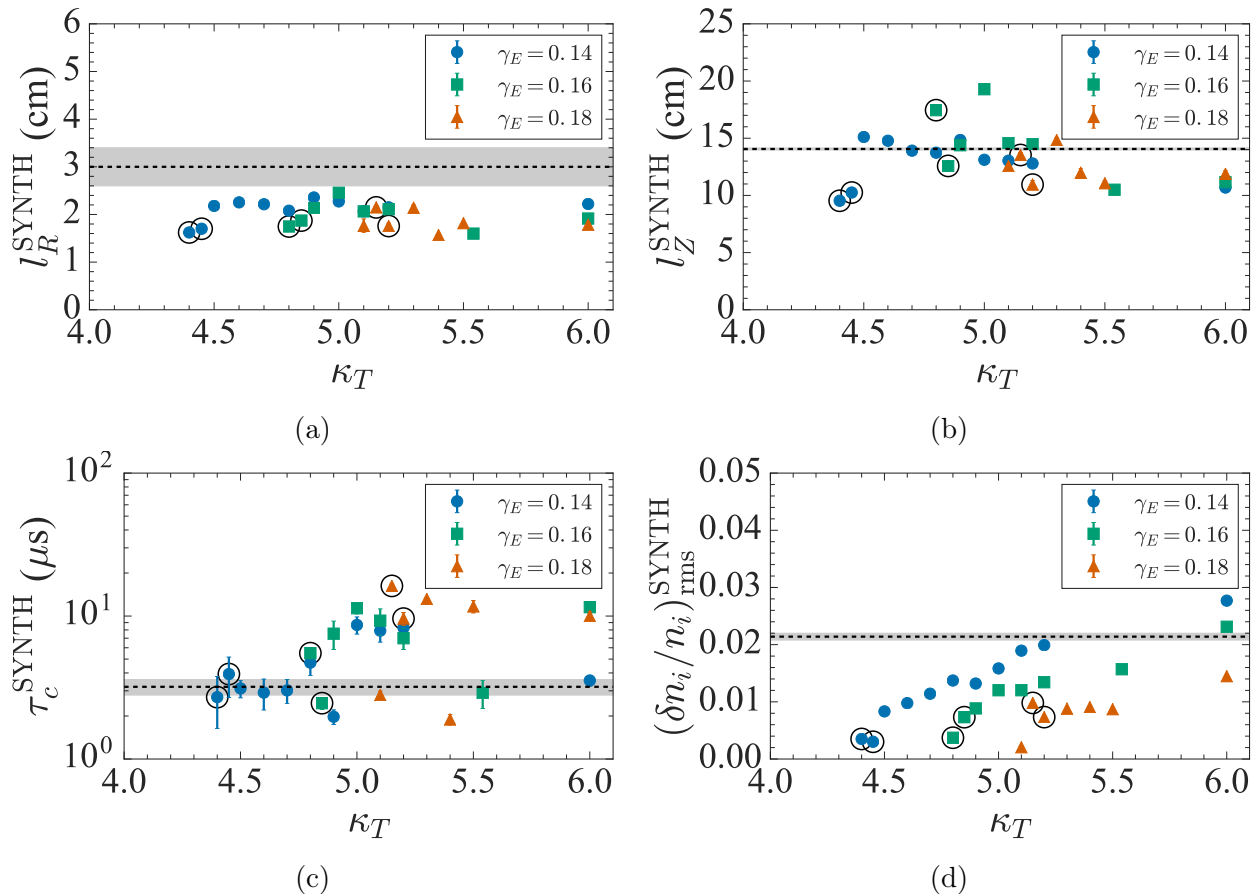 6
5
4
3
2
1
0
4.0 4.5 5.0 5.5 6.0
l_R^SYNTH (cm)
κ_T
γ_E = 0.14
γ_E = 0.16
γ_E = 0.18
(a)
25
20
15
10
5
0
4.0 4.5 5.0 5.5 6.0
l_Z^SYNTH (cm)
κ_T
γ_E = 0.14
γ_E = 0.16
γ_E = 0.18
(b)
10^2
10^1
10^0
4.0 4.5 5.0 5.5 6.0
τ_c^SYNTH (μs)
κ_T
γ_E = 0.14
γ_E = 0.16
γ_E = 0.18
(c)
0.05
0.04
0.03
0.02
0.01
0.00
4.0 4.5 5.0 5.5 6.0
(δn_i/n_i)_rms^SYNTH
κ_T
γ_E = 0.14
γ_E = 0.16
γ_E = 0.18
(d)